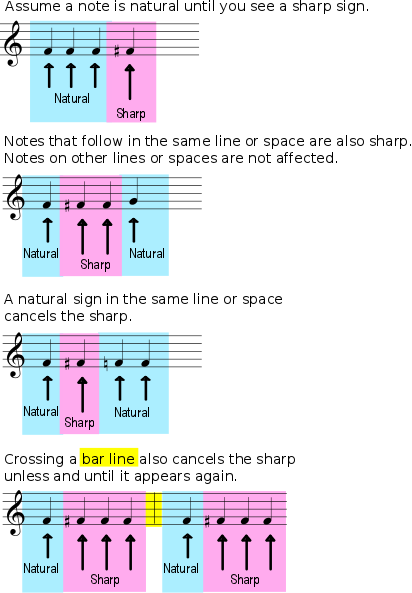 Assume a note is natural until you see a sharp sign.
Natural
Sharp
Notes that follow in the same line or space are also sharp.
Notes on other lines or spaces are not affected.
Natural
Sharp
Natural
A natural sign in the same line or space
cancels the sharp.
Natural
Sharp
Natural
Crossing a bar line also cancels the sharp
unless and until it appears again.
Natural
Sharp
Natural
Sharp